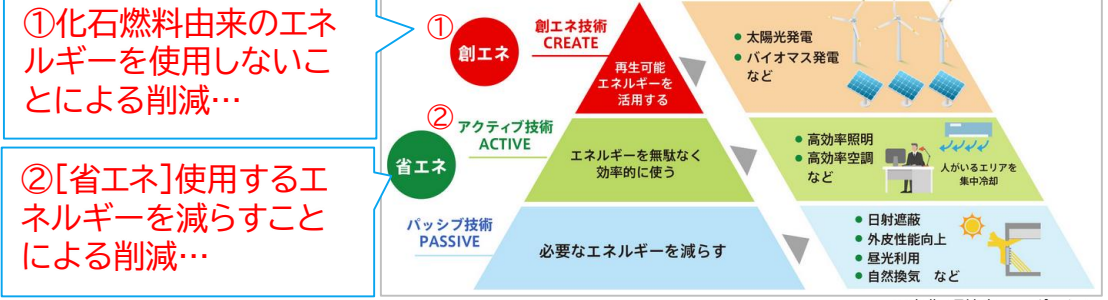 ①化石燃料由来のエネ
ルギーを使用しないこ
とによる削減…
②[省エネ]使用するエ
ネルギーを減らすこと
による削減…
①
創エネ
創エネ技術
CREATE
再生可能
エネルギーを
活用する
● 太陽光発電
● バイオマス発電
など
②
省エネ
アクティブ技術
ACTIVE
エネルギーを無駄なく
効率的に使う
● 高効率照明
● 高効率空調
など
人がいるエリアを
集中冷却
パッシブ技術
PASSIVE
必要なエネルギーを減らす
● 日射遮蔽
● 外皮性能向上
● 昼光利用
● 自然換気 など